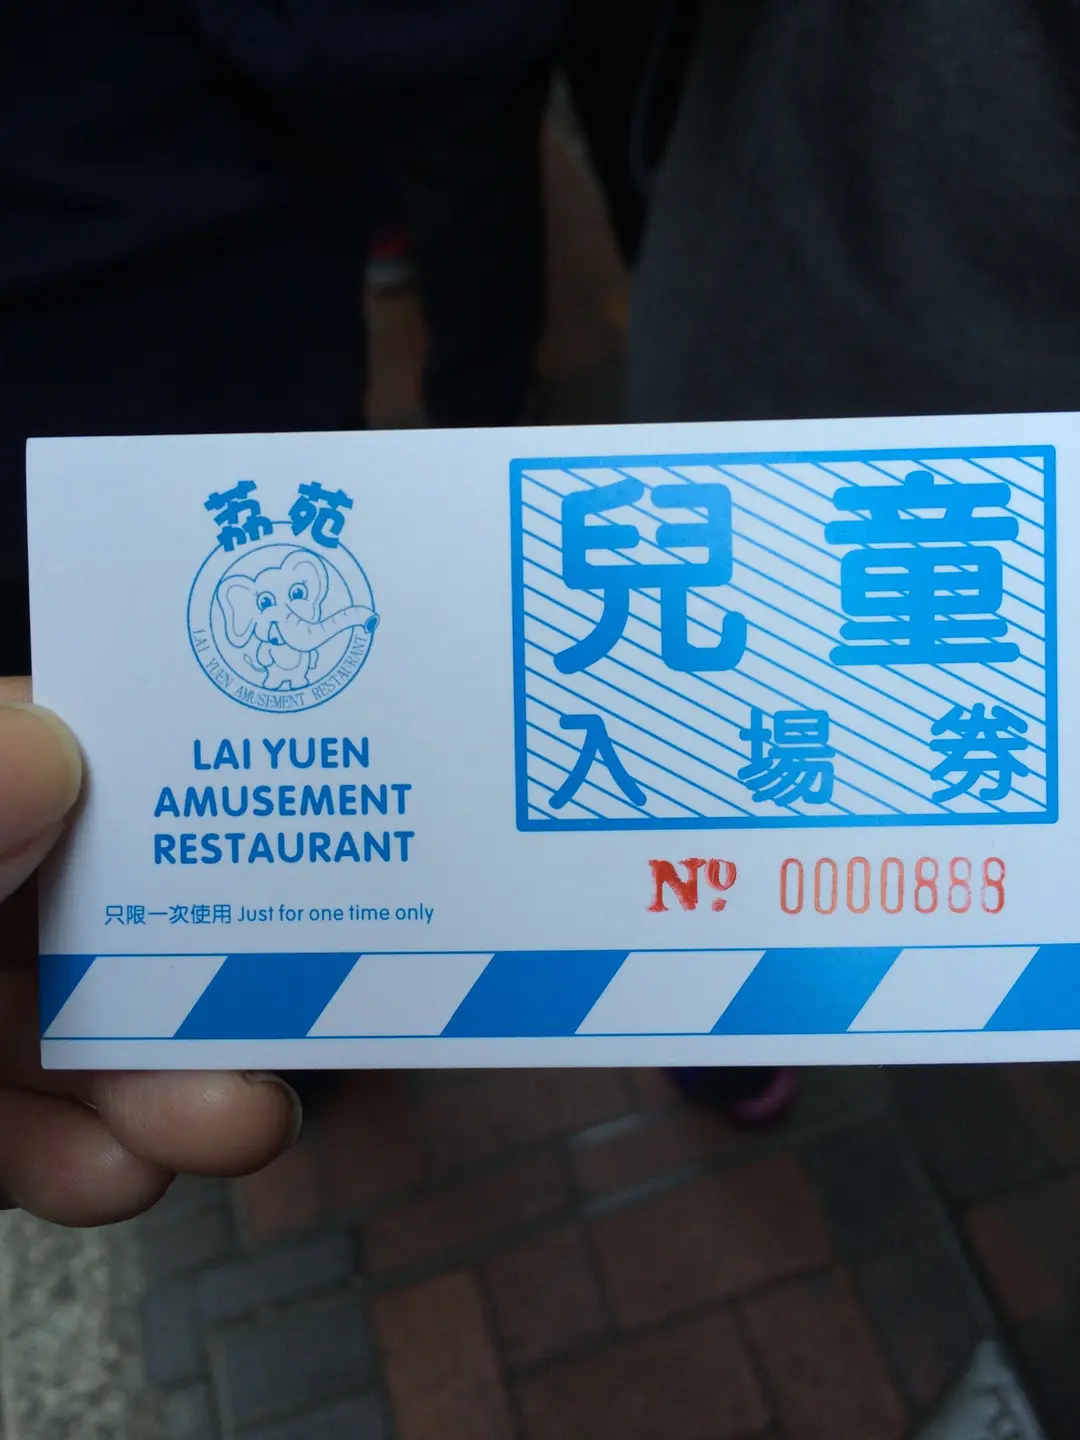 荔苑
LAI YUEN AMUSEMENT RESTAURANT
LAI YUEN
AMUSEMENT
RESTAURANT
只限一次使用 Just for one time only
兒童
入場券
Nº 0000888